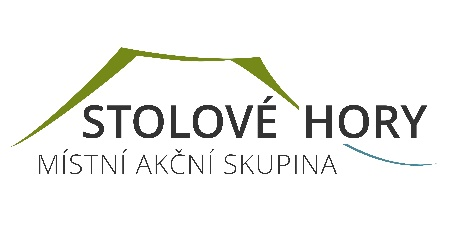 STOLOVÉ HORY
MÍSTNÍ AKČNÍ SKUPINA